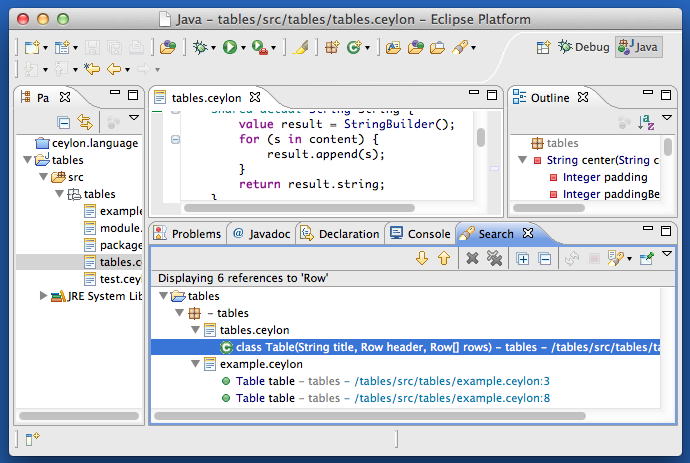 Java – tables/src/tables/tables.ceylon – Eclipse Platform
Debug
Java
Pa
ceylon.language
tables
src
tables
example
module.
package
tables.c
test.cey
JRE System Lib
tables.ceylon
shared actual String string {
value result = StringBuilder();
for (s in content) {
result.append(s);
}
return result.string;
}
Outline
tables
String center(String c
Integer padding
Integer paddingBe
Problems
@ Javadoc
Declaration
Console
Search
Displaying 6 references to 'Row'
tables
– tables
tables.ceylon
class Table(String title, Row header, Row[] rows) – tables – /tables/src/tables/ta
example.ceylon
Table table – tables – /tables/src/tables/example.ceylon:3
Table table – tables – /tables/src/tables/example.ceylon:8